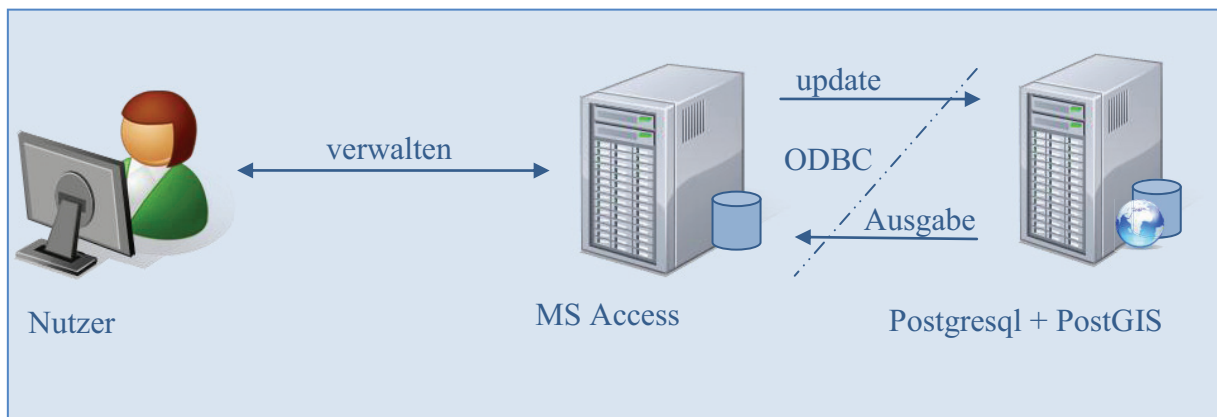 update
verwalten
ODBC
Ausgabe
Nutzer
MS Access
Postgresql + PostGIS